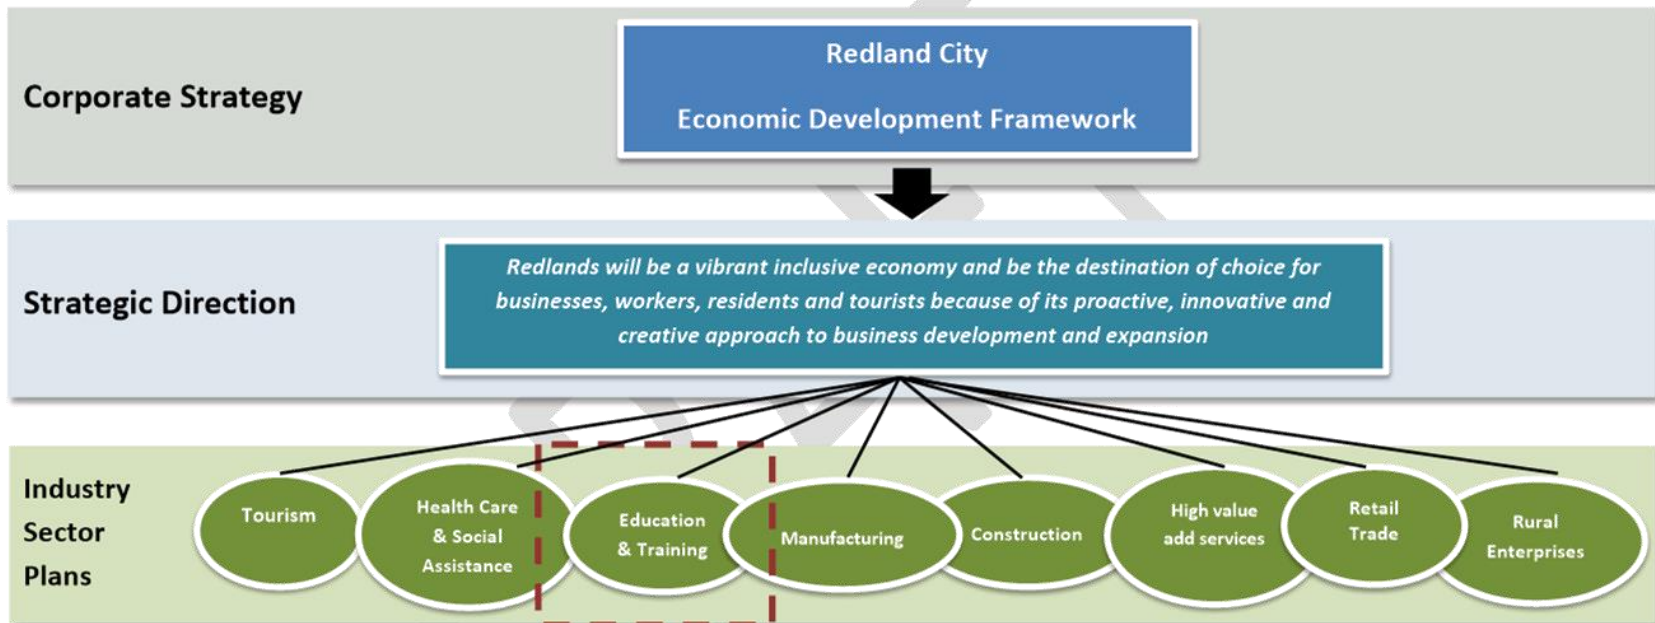 Corporate Strategy
Redland City
Economic Development Framework
Strategic Direction
Redlands will be a vibrant inclusive economy and be the destination of choice for
businesses, workers, residents and tourists because of its proactive, innovative and
creative approach to business development and expansion
Industry
Sector
Plans
Tourism
Health Care
& Social
Assistance
Education
& Training
Manufacturing
Construction
High value
add services
Retail
Trade
Rural
Enterprises